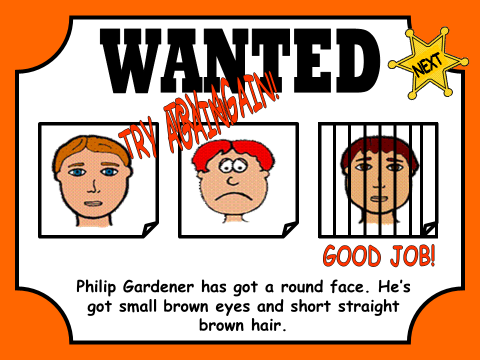 WANTED
NEXT
TRY AGAIN!
TRY AGAIN!
GOOD JOB!
Philip Gardener has got a round face. He's
got small brown eyes and short straight
brown hair.